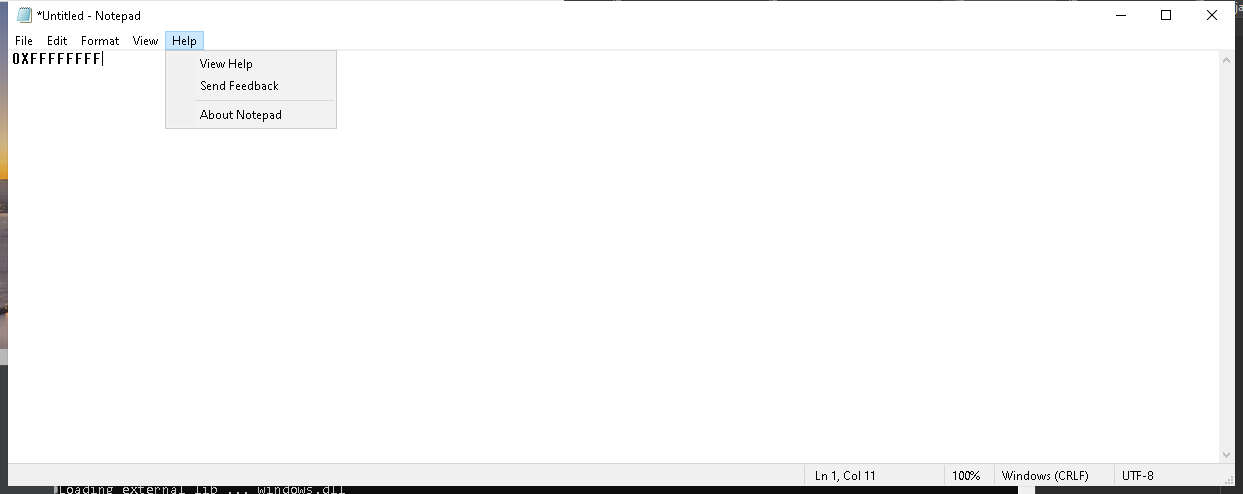 *Untitled - Notepad
File Edit Format View Help
0XFFFFFFFF
View Help
Send Feedback
About Notepad
Ln 1, Col 11 100% Windows (CRLF) UTF-8
Loading external lib ... windows.dll